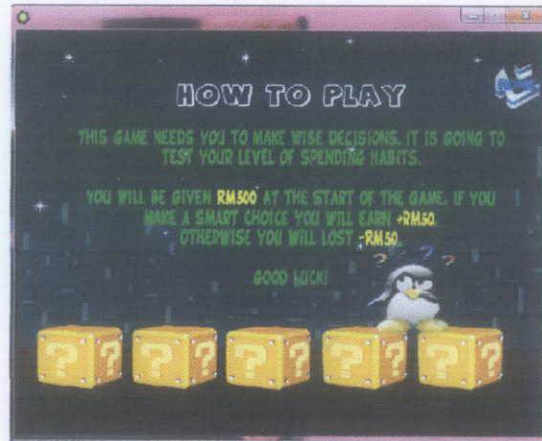 HOW TO PLAY
THIS GAME NEEDS YOU TO MAKE WISE DECISIONS. IT IS GOING TO
TEST YOUR LEVEL OF SPENDING HABITS.
YOU WILL BE GIVEN RM500 AT THE START OF THE GAME. IF YOU
MAKE A SMART CHOICE YOU WILL EARN +RM50.
OTHERWISE YOU WILL LOST -RM50.
GOOD LUCK!
? ? ? ?
? ? ? ? ? ? ? ? ? ?